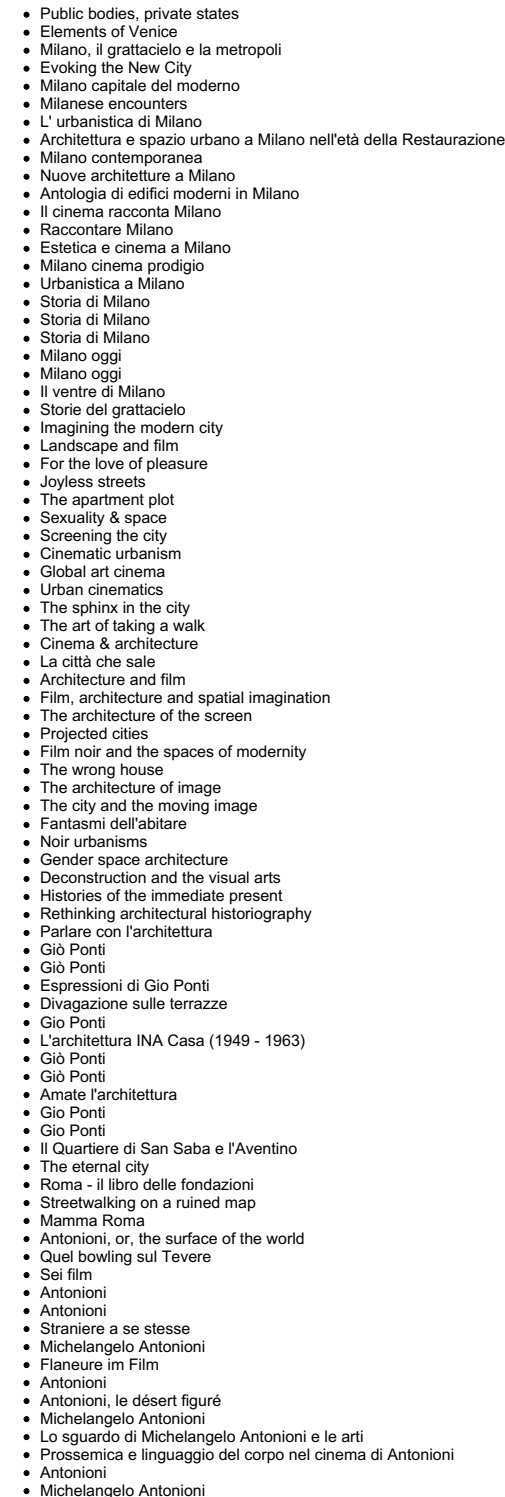 • Public bodies, private states
• Elements of Venice
• Milano, il grattacielo e la metropoli
• Evoking the New City
• Milano capitale del moderno
• Milanese encounters
• L' urbanistica di Milano
• Architettura e spazio urbano a Milano nell'età della Restaurazione
• Milano contemporanea
• Nuove architetture a Milano
• Antologia di edifici moderni in Milano
• Il cinema racconta Milano
• Raccontare Milano
• Estetica e cinema a Milano
• Milano cinema prodigio
• Urbanistica a Milano
• Storia di Milano
• Storia di Milano
• Storia di Milano
• Milano oggi
• Milano oggi
• Il ventre di Milano
• Storie del grattacielo
• Imagining the modern city
• Landscape and film
• For the love of pleasure
• Joyless streets
• The apartment plot
• Sexuality & space
• Screening the city
• Cinematic urbanism
• Global art cinema
• Urban cinematics
• The sphinx in the city
• The art of taking a walk
• Cinema & architecture
• La città che sale
• Architecture and film
• Film, architecture and spatial imagination
• The architecture of the screen
• Projected cities
• Film noir and the spaces of modernity
• The wrong house
• The architecture of image
• The city and the moving image
• Fantasmi dell'abitare
• Noir urbanisms
• Gender space architecture
• Deconstruction and the visual arts
• Histories of the immediate present
• Rethinking architectural historiography
• Parlare con l'architettura
• Giò Ponti
• Giò Ponti
• Espressioni di Gio Ponti
• Divagazione sulle terrazze
• Gio Ponti
• L'architettura INA Casa (1949 - 1963)
• Giò Ponti
• Giò Ponti
• Amate l'architettura
• Gio Ponti
• Gio Ponti
• Il Quartiere di San Saba e l'Aventino
• The eternal city
• Roma - il libro delle fondazioni
• Streetwalking on a ruined map
• Mamma Roma
• Antonioni, or, the surface of the world
• Quel bowling sul Tevere
• Sei film
• Antonioni
• Antonioni
• Straniere a se stesse
• Michelangelo Antonioni
• Flaneure im Film
• Antonioni
• Antonioni, le désert figuré
• Michelangelo Antonioni
• Lo sguardo di Michelangelo Antonioni e le arti
• Prossemica e linguaggio del corpo nel cinema di Antonioni
• Antonioni
• Michelangelo Antonioni